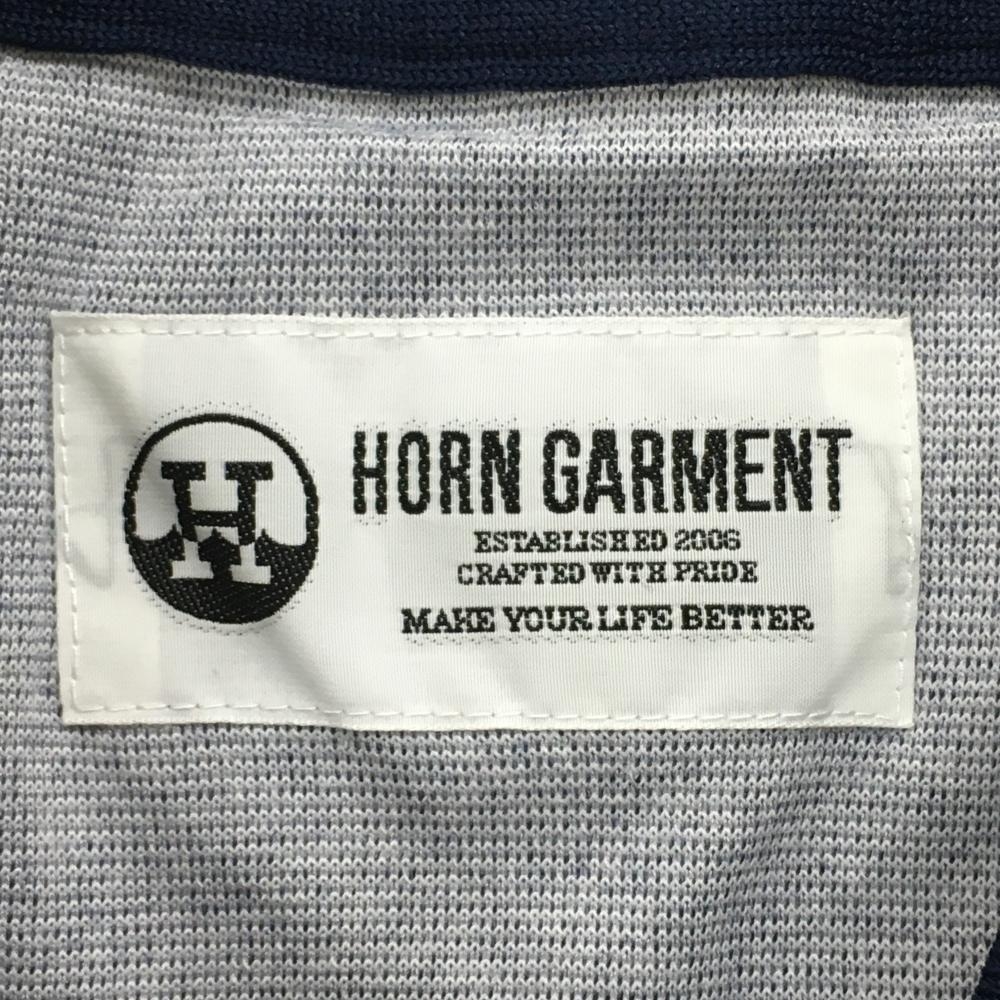 H
HORN GARMENT
ESTABLISHED 2006
CRAFTED WITH PRIDE
MAKE YOUR LIFE BETTER